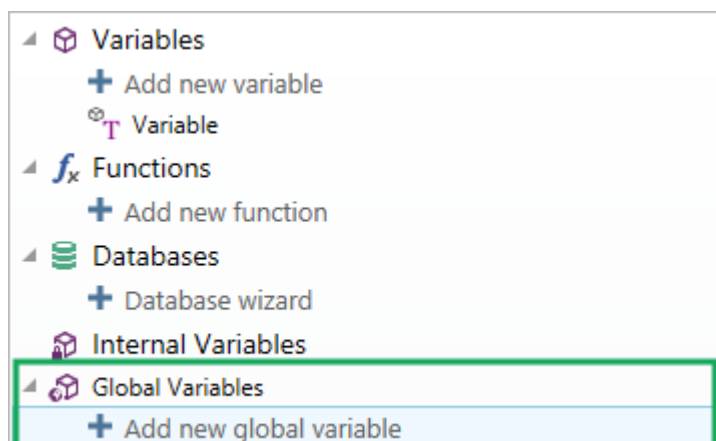 Variables
Add new variable
Variable
Functions
Add new function
Databases
Database wizard
Internal Variables
Global Variables
Add new global variable